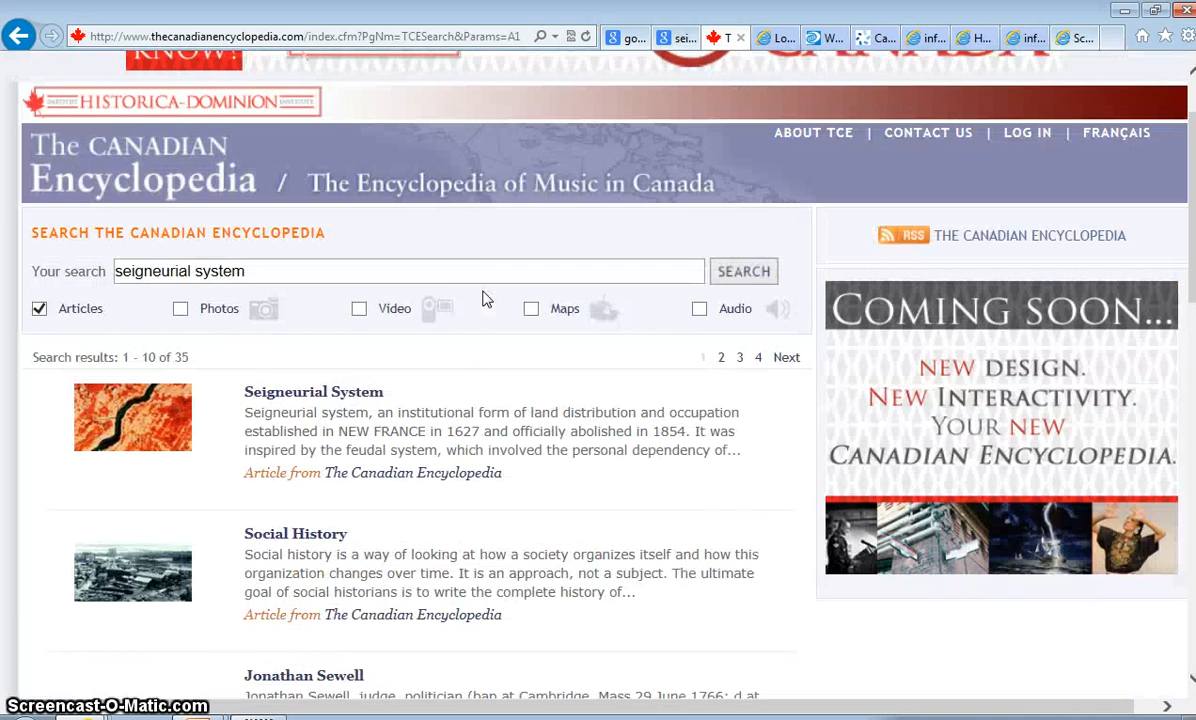 http://www.thecanadianencyclopedia.com/index.cfm?PgNm=TCESearch&Params=A1
go...
sei...
T
Lo...
W...
Ca...
inf...
H...
inf...
Sc...
KNOW?
HISTORICA-DOMINION
The CANADIAN
Encyclopedia / The Encyclopedia of Music in Canada
ABOUT TCE | CONTACT US | LOG IN | FRANÇAIS
SEARCH THE CANADIAN ENCYCLOPEDIA
Your search seigneurial system SEARCH
Articles Photos Video Maps Audio
Search results: 1 - 10 of 35
1 2 3 4 Next
Seigneurial System
Seigneurial system, an institutional form of land distribution and occupation
established in NEW FRANCE in 1627 and officially abolished in 1854. It was
inspired by the feudal system, which involved the personal dependency of...
Article from The Canadian Encyclopedia
Social History
Social history is a way of looking at how a society organizes itself and how this
organization changes over time. It is an approach, not a subject. The ultimate
goal of social historians is to write the complete history of...
Article from The Canadian Encyclopedia
Jonathan Sewell
Jonathan Sewell, judge, politician (bap at Cambridge, Mass 29 June 1766; d at
RSS THE CANADIAN ENCYCLOPEDIA
COMING SOON...
NEW DESIGN.
NEW INTERACTIVITY.
YOUR NEW
CANADIAN ENCYCLOPEDIA.
Screencast-O-Matic.com